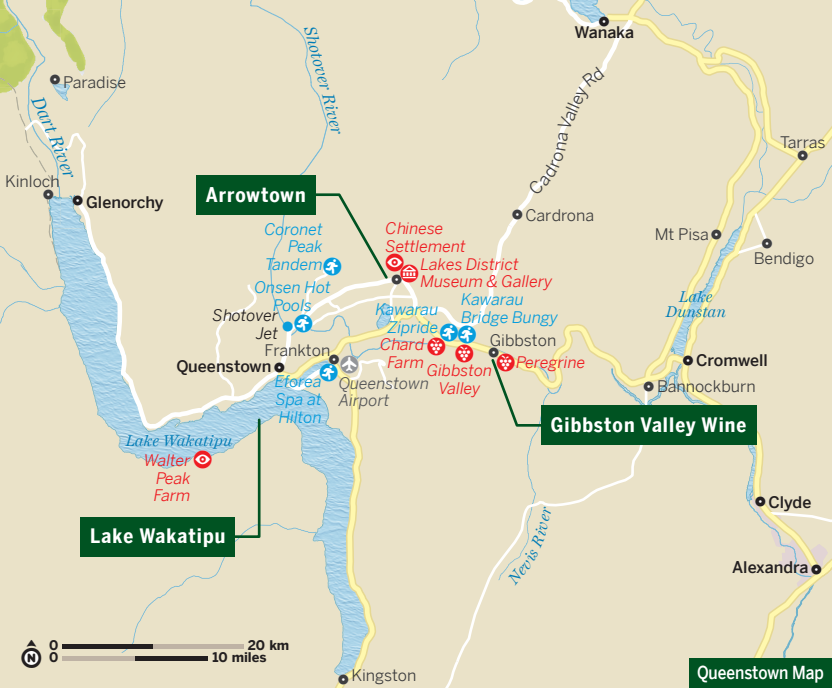 Wanaka
Paradise
Shotover River
Dart River
Cadrona Valley Rd
Tarras
Kinloch
Glenorchy
Arrowtown
Cardrona
Coronet
Peak
Tandem
Chinese
Settlement
Lakes District
Museum & Gallery
Mt Pisa
Bendigo
Onsen Hot
Pools
Kawarau
Bridge Bungy
Lake
Dunstan
Shotover
Jet
Kawarau
Zipride
Gibbston
Frankton
Chard
Farm
Gibbston
Valley
Peregrine
Cromwell
Queenstown
Queenstown
Airport
Eforea
Spa at
Hilton
Bannockburn
Gibbston Valley Wine
Lake Wakatipu
Walter
Peak
Farm
Lake Wakatipu
Clyde
Nevis River
Alexandra
N
0
20 km
0
10 miles
Kingston
Queenstown Map